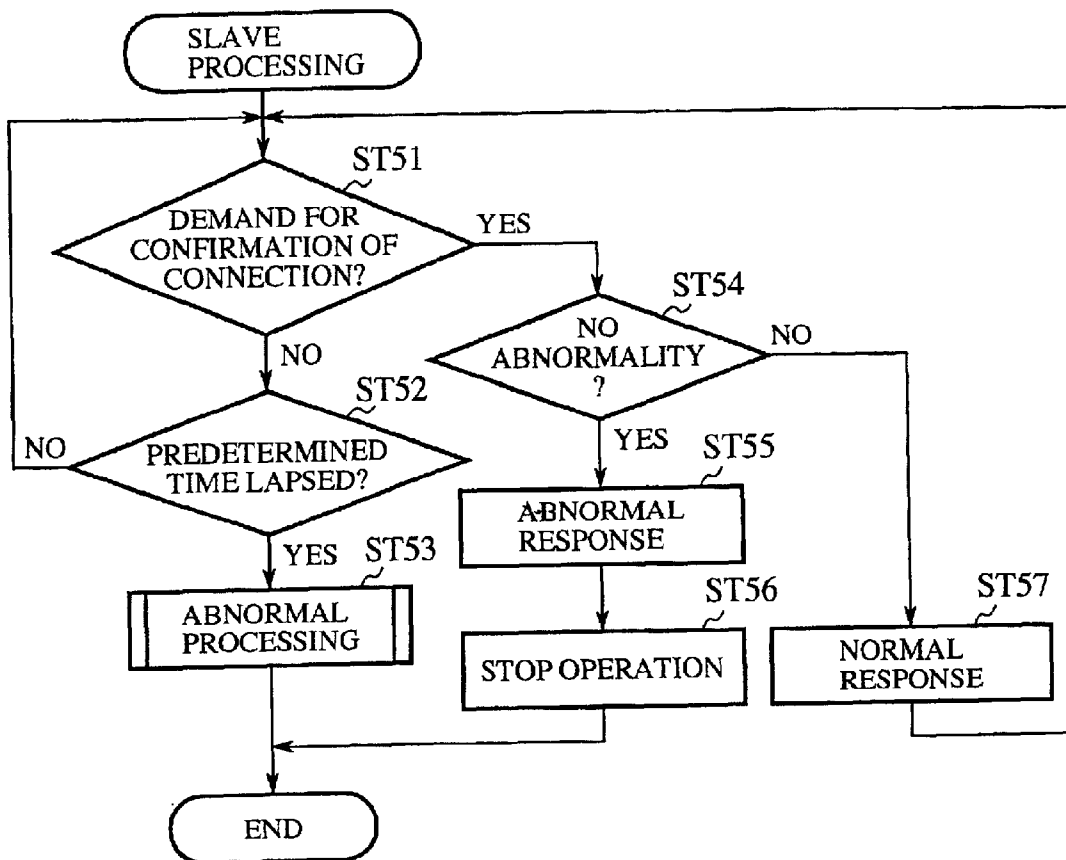 SLAVE
PROCESSING
ST51
DEMAND FOR
CONFIRMATION OF
CONNECTION?
YES
NO
ST54
NO
ABNORMALITY
?
NO
YES
ST52
PREDETERMINED
TIME LAPSED?
NO
YES
ST53
ABNORMAL
PROCESSING
ST55
ABNORMAL
RESPONSE
ST56
STOP OPERATION
ST57
NORMAL
RESPONSE
END